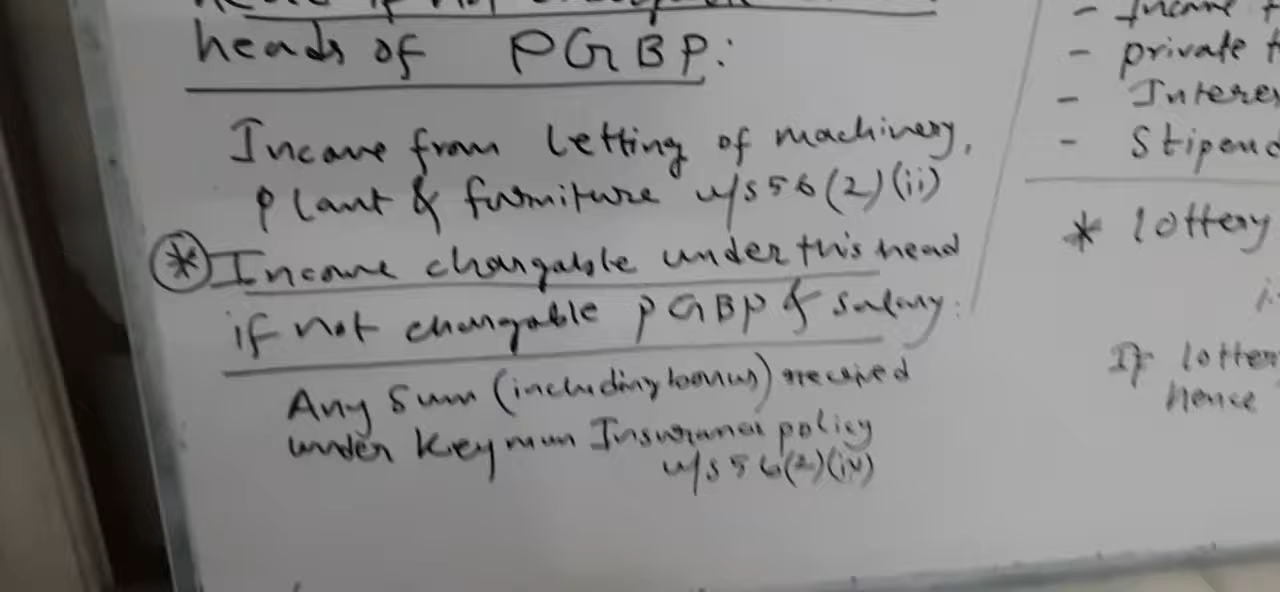 heads of PGBP:
Income from letting of machinery,
plant & furniture u/s 56(2)(ii)
* Income chargable under this head
if not chargable PGBP & salary.
Any Sum (including bonus) received
under Keyman Insurance policy
u/s 56(2)(iv)
- Income
- private
- Interes
- Stipend
* lottery
If lotter
hence